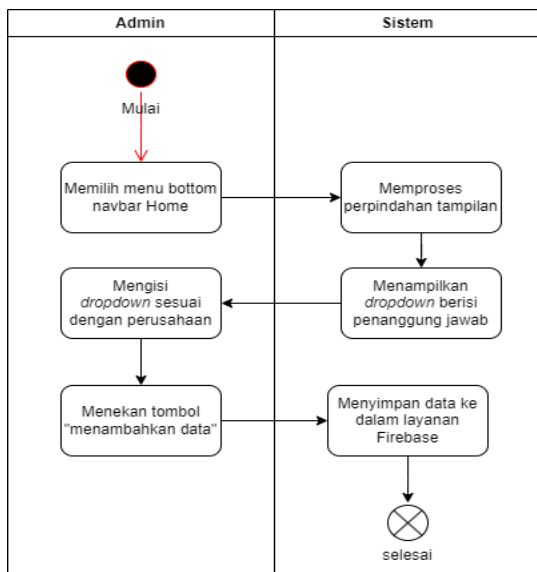 Admin
Sistem
Mulai
Memilih menu bottom
navbar Home
Memproses
perpindahan tampilan
Mengisi
dropdown sesuai
dengan perusahaan
Menampilkan
dropdown berisi
penanggung jawab
Menekan tombol
"menambahkan data"
Menyimpan data ke
dalam layanan
Firebase
selesai